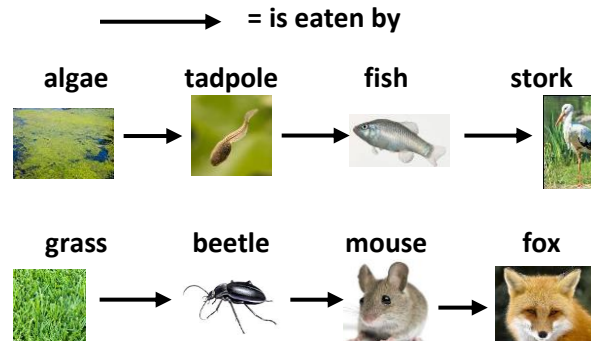 = is eaten by
algae tadpole fish stork
grass beetle mouse fox